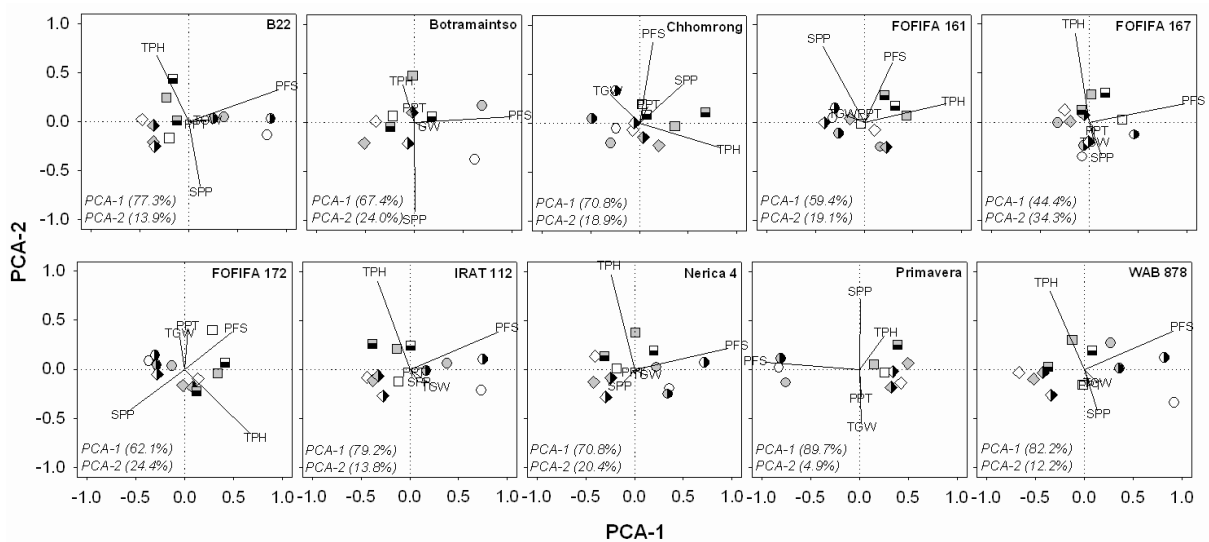 B22
Botramaintso
Chhomrong
FOFIFA 161
FOFIFA 167
1.0
0.5
0.0
-0.5
-1.0
TPH
PFS
TGW
PPT
SPP
PCA-1 (77.3%)
PCA-2 (13.9%)
TPH
PPT
PFS
TGW
SPP
PCA-1 (67.4%)
PCA-2 (24.0%)
PFS
SPP
TGW
PPT
TPH
PCA-1 (70.8%)
PCA-2 (18.9%)
SPP
PFS
TPH
TGW
PPT
PCA-1 (59.4%)
PCA-2 (19.1%)
TPH
PFS
PPT
TGW
SPP
PCA-1 (44.4%)
PCA-2 (34.3%)
PCA-2
FOFIFA 172
IRAT 112
Nerica 4
Primavera
WAB 878
1.0
0.5
0.0
-0.5
-1.0
PPT
TGW
PFS
SPP
TPH
PCA-1 (62.1%)
PCA-2 (24.4%)
TPH
PFS
PPT
SPP
TGW
PCA-1 (79.2%)
PCA-2 (13.8%)
TPH
PFS
PPT
TGW
SPP
PCA-1 (70.8%)
PCA-2 (20.4%)
SPP
TPH
PFS
PPT
TGW
PCA-1 (89.7%)
PCA-2 (4.9%)
TPH
PFS
TGW
SPP
PCA-1 (82.2%)
PCA-2 (12.2%)
-1.0 -0.5 0.0 0.5 1.0 -1.0 -0.5 0.0 0.5 1.0 -1.0 -0.5 0.0 0.5 1.0 -1.0 -0.5 0.0 0.5 1.0 -1.0 -0.5 0.0 0.5 1.0
PCA-1